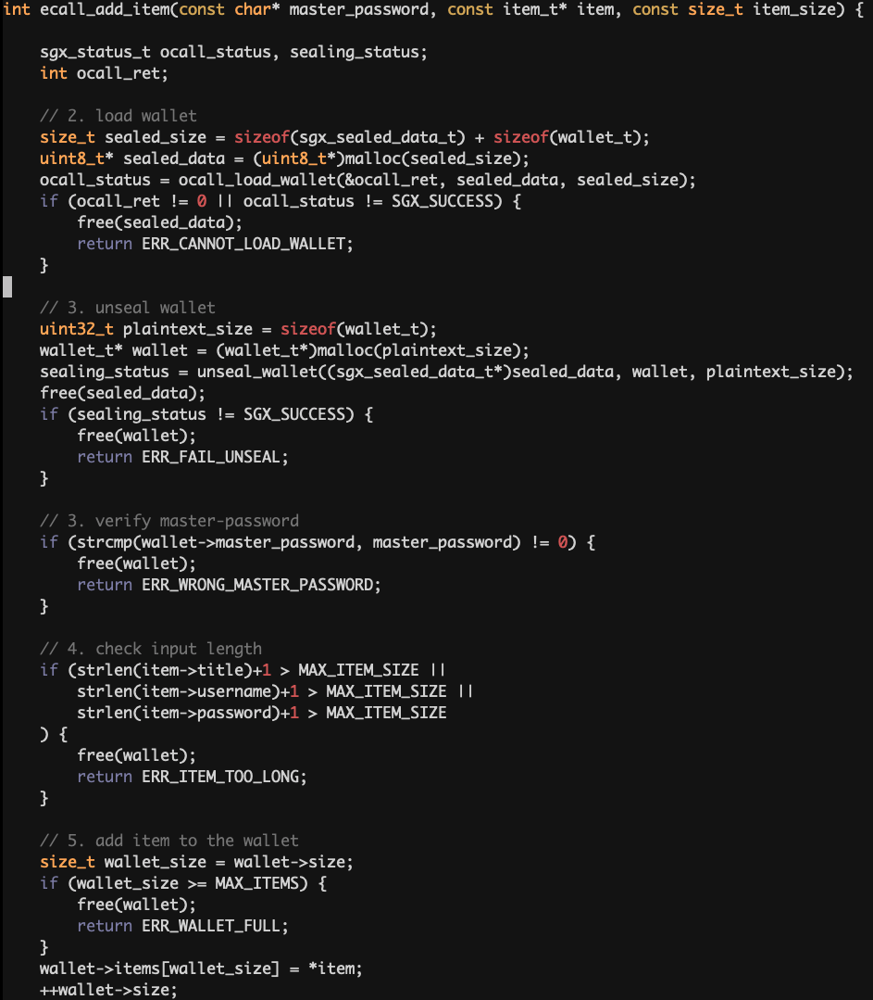 int ecall_add_item(const char* master_password, const item_t* item, const size_t item_size) {

    sgx_status_t ocall_status, sealing_status;
    int ocall_ret;

    // 2. load wallet
    size_t sealed_size = sizeof(sgx_sealed_data_t) + sizeof(wallet_t);
    uint8_t* sealed_data = (uint8_t*)malloc(sealed_size);
    ocall_status = ocall_load_wallet(&ocall_ret, sealed_data, sealed_size);
    if (ocall_ret != 0 || ocall_status != SGX_SUCCESS) {
        free(sealed_data);
        return ERR_CANNOT_LOAD_WALLET;
    }

    // 3. unseal wallet
    uint32_t plaintext_size = sizeof(wallet_t);
    wallet_t* wallet = (wallet_t*)malloc(plaintext_size);
    sealing_status = unseal_wallet((sgx_sealed_data_t*)sealed_data, wallet, plaintext_size);
    free(sealed_data);
    if (sealing_status != SGX_SUCCESS) {
        free(wallet);
        return ERR_FAIL_UNSEAL;
    }

    // 3. verify master-password
    if (strcmp(wallet->master_password, master_password) != 0) {
        free(wallet);
        return ERR_WRONG_MASTER_PASSWORD;
    }

    // 4. check input length
    if (strlen(item->title)+1 > MAX_ITEM_SIZE ||
        strlen(item->username)+1 > MAX_ITEM_SIZE ||
        strlen(item->password)+1 > MAX_ITEM_SIZE
    ) {
        free(wallet);
        return ERR_ITEM_TOO_LONG;
    }

    // 5. add item to the wallet
    size_t wallet_size = wallet->size;
    if (wallet_size >= MAX_ITEMS) {
        free(wallet);
        return ERR_WALLET_FULL;
    }
    wallet->items[wallet_size] = *item;
    ++wallet->size;